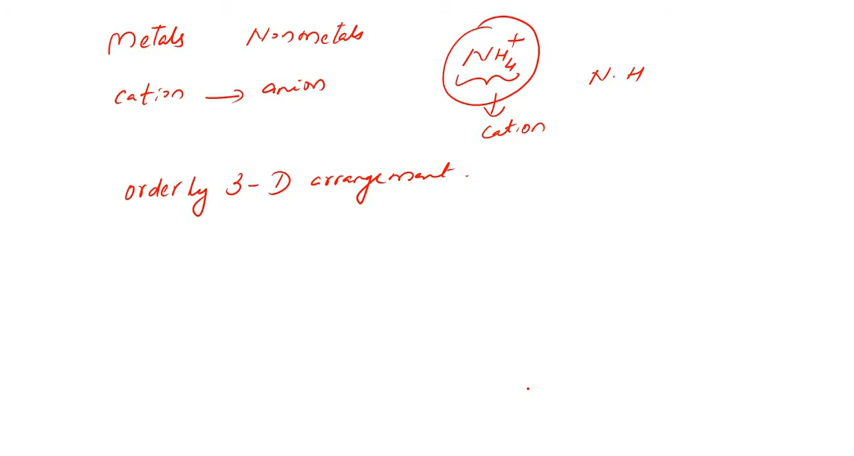 Metals Nonmetals
cation → anion
NH₄⁺
cation
N. H
orderly 3-D arrangement.